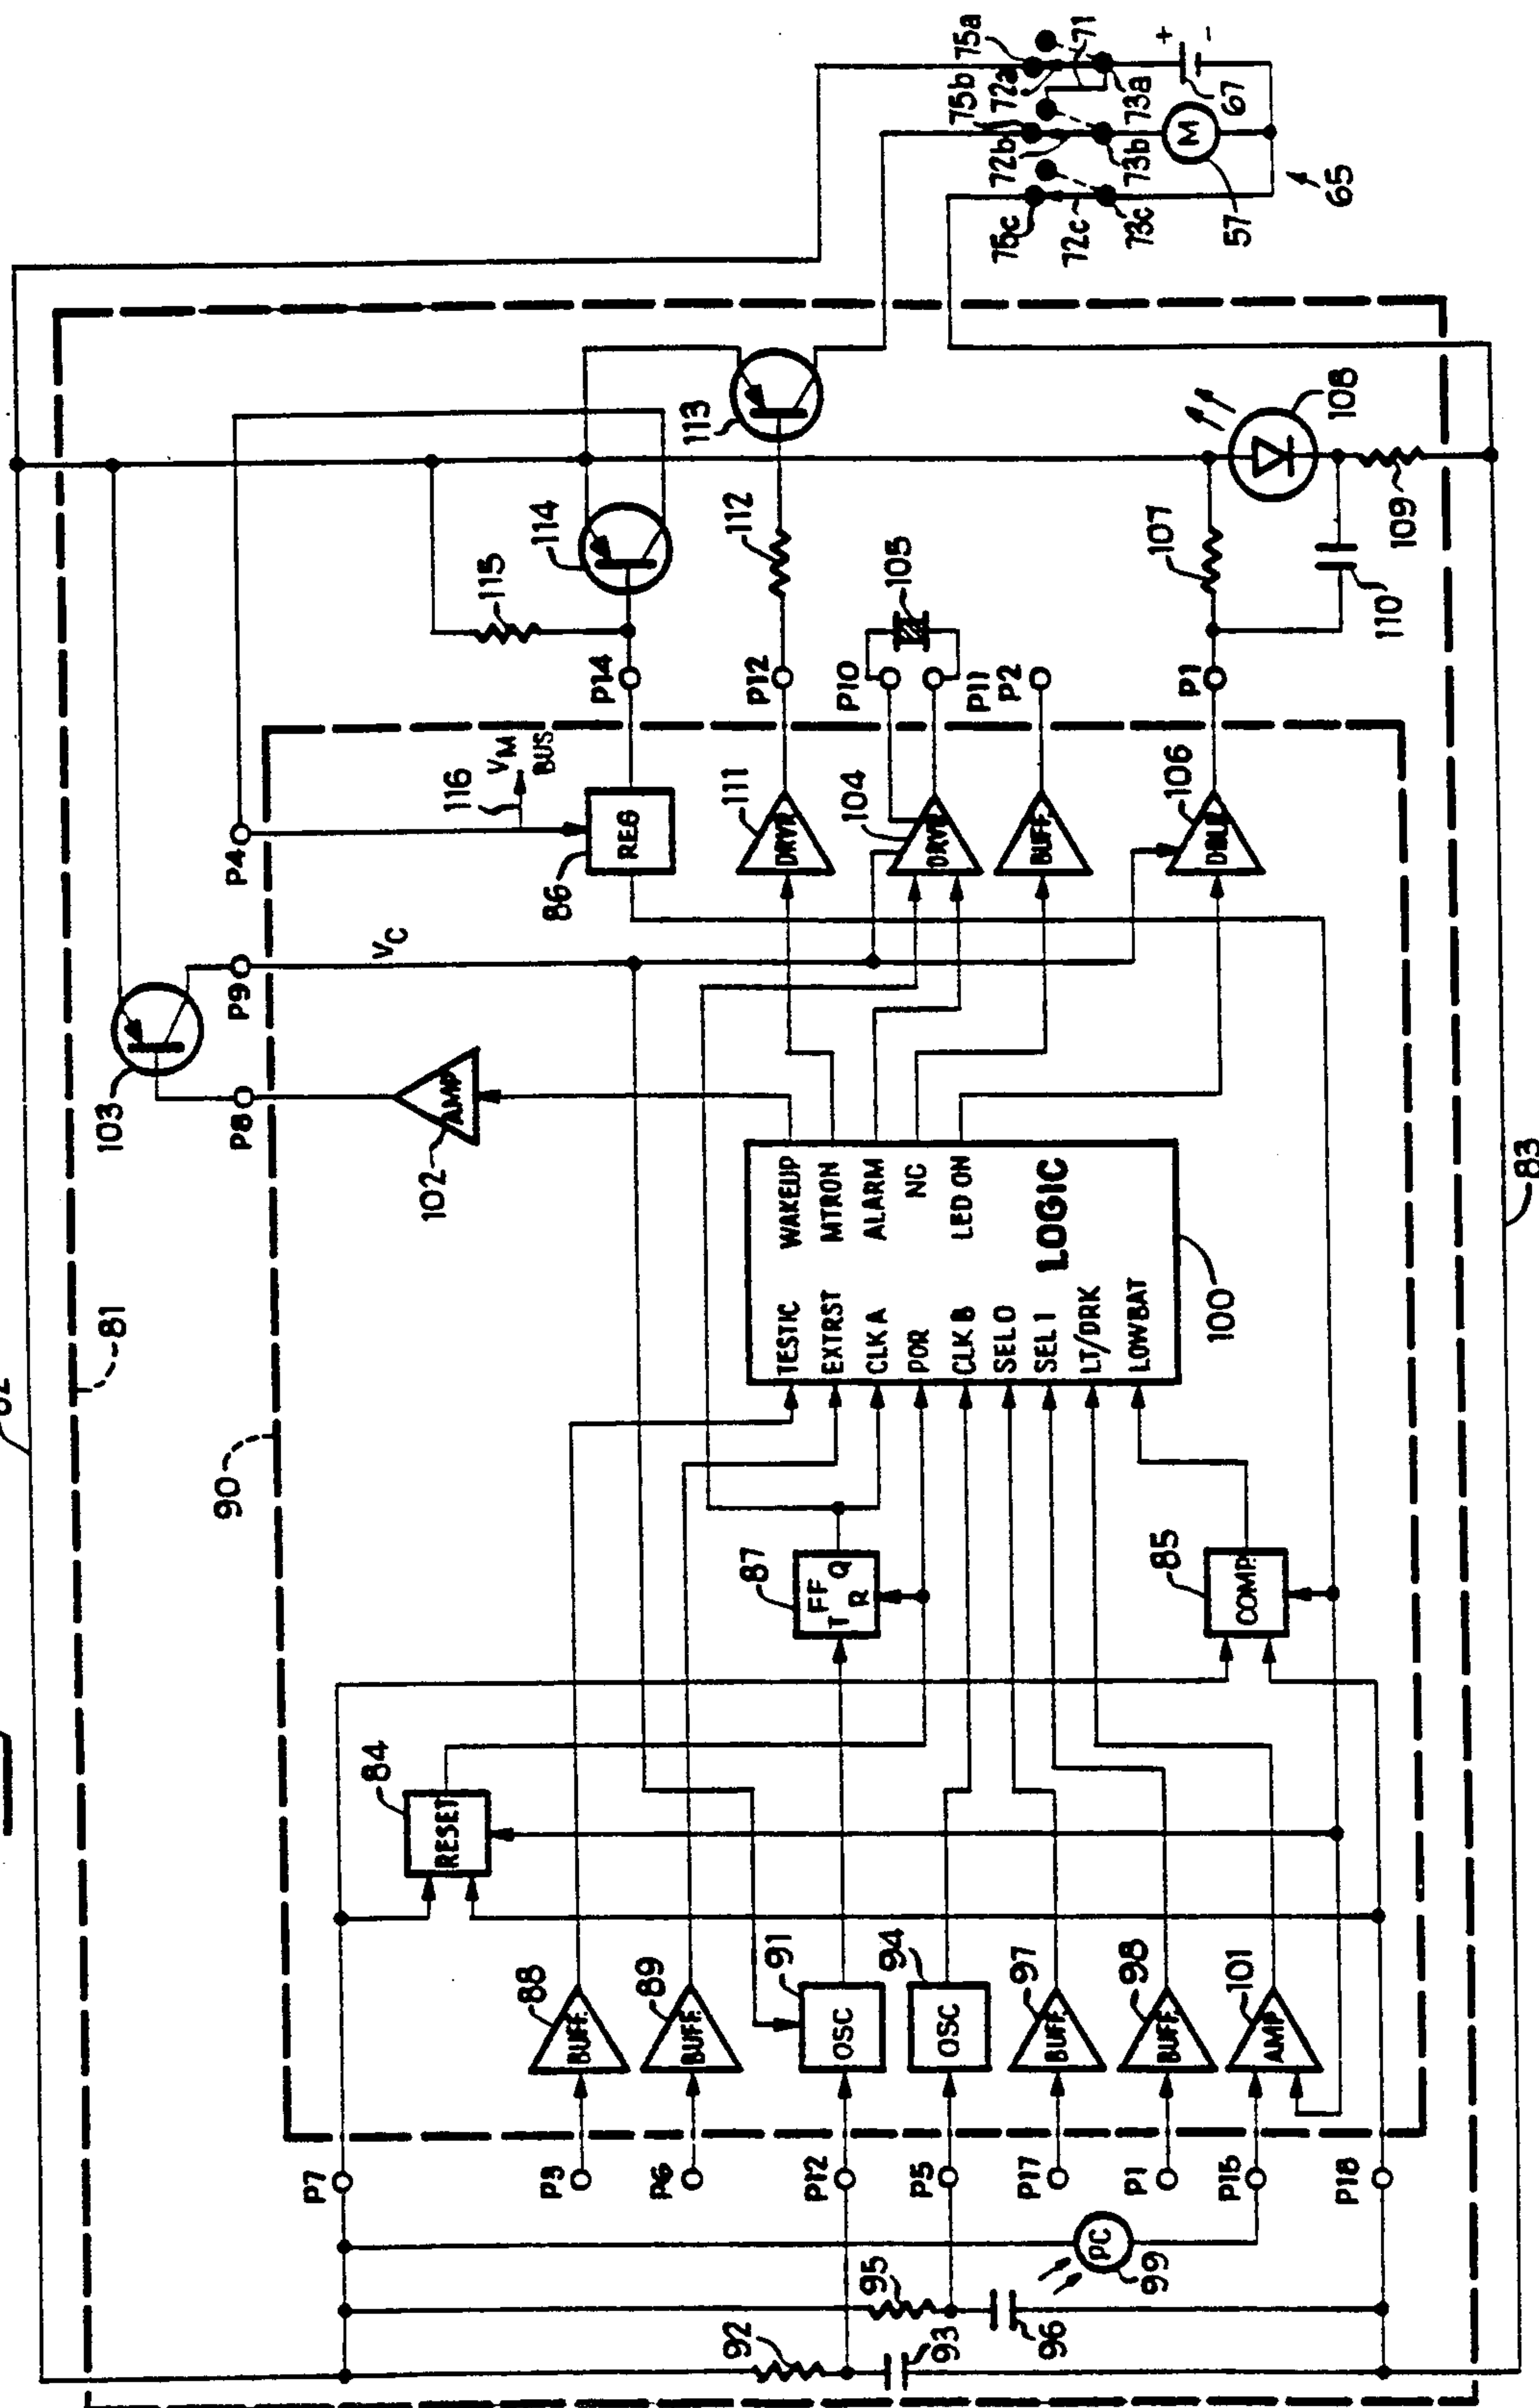 82
81
90
83
P7
P3
P6
P12
P5
P17
P1
P15
P18
92
93
95
96
PC
99
84
RESET
88
BUFF.
89
BUFF.
91
OSC
94
OSC
97
BUFF.
98
BUFF.
101
AMP
87
T FF Q
R
85
COMP.
TESTIC
EXTRST
CLK A
POR
CLK B
SEL 0
SEL 1
LT/DRK
LOWBAT
WAKEUP
MTRON
ALARM
NC
LED ON
LOGIC
100
102
AMP
103
P8
P9
VC
P4
116
VM
BUS
86
REG
111
DRVR
104
DRVR
BUFF.
106
DBLR
P14
P12
P10
P11
P2
P1
115
114
112
113
105
107
108
109
110
75a
75b
75c
72a
72b
72c
71
73a
73b
73c
+
-
67
M
57
65